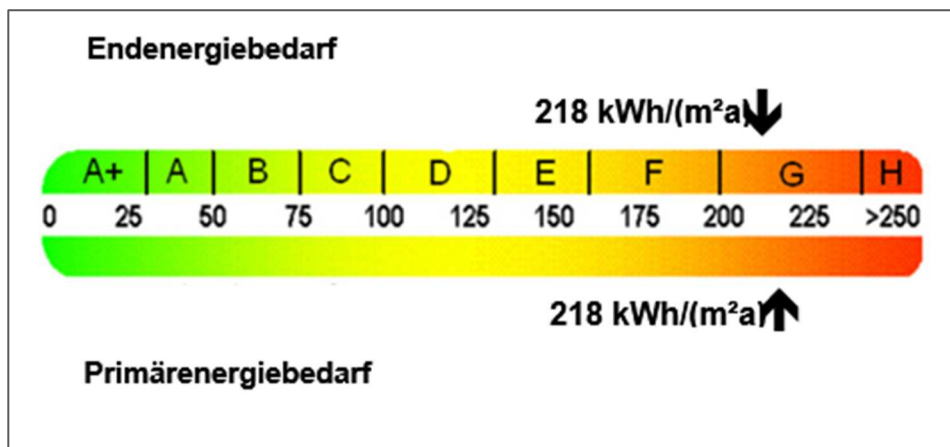 Endenergiebedarf
218 kWh/(m²a)
A+ A B C D E F G H
0 25 50 75 100 125 150 175 200 225 >250
218 kWh/(m²a)
Primärenergiebedarf